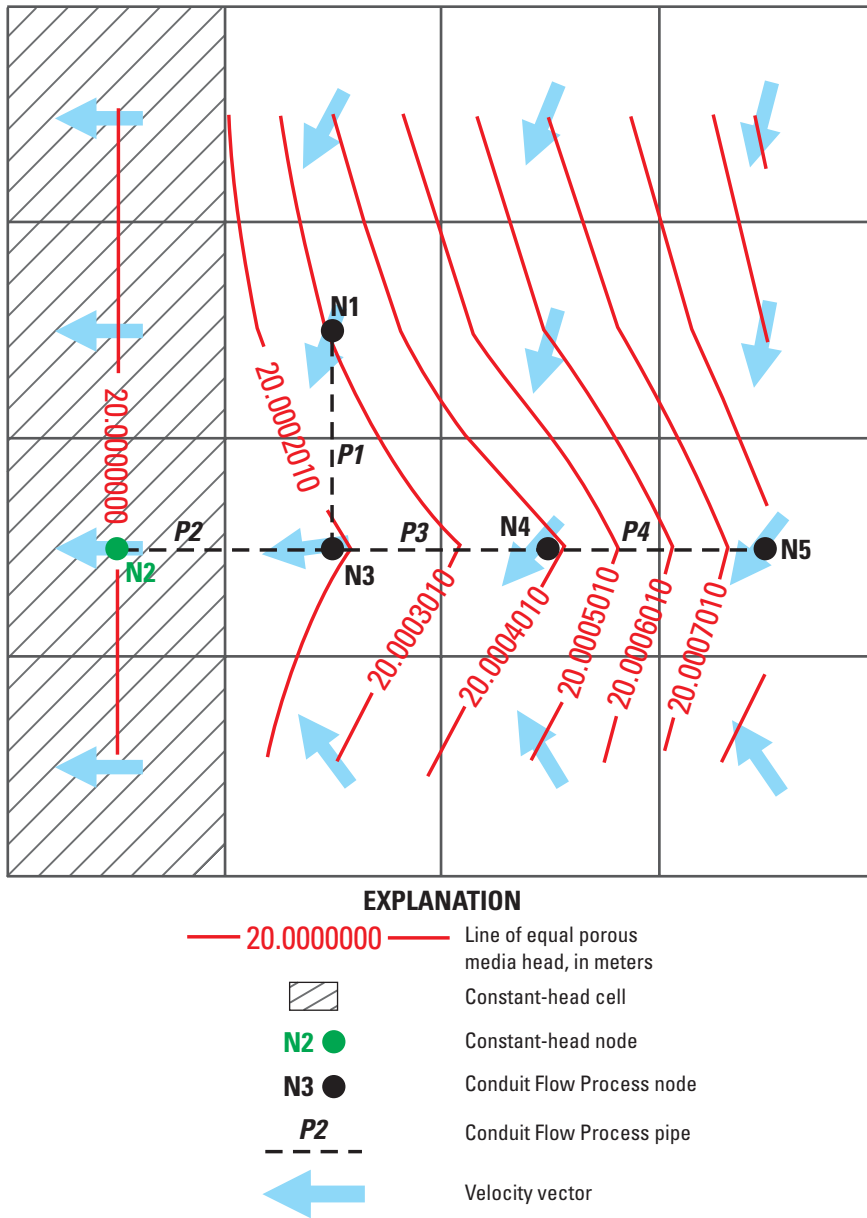 N1
20.0000000
20.0002010
P1
P2
P3
N4
P4
N2
N3
N5
20.0003010
20.0004010
20.0005010
20.0006010
20.0007010
EXPLANATION
20.0000000
Line of equal porous
media head, in meters
Constant-head cell
N2
Constant-head node
N3
Conduit Flow Process node
P2
Conduit Flow Process pipe
Velocity vector